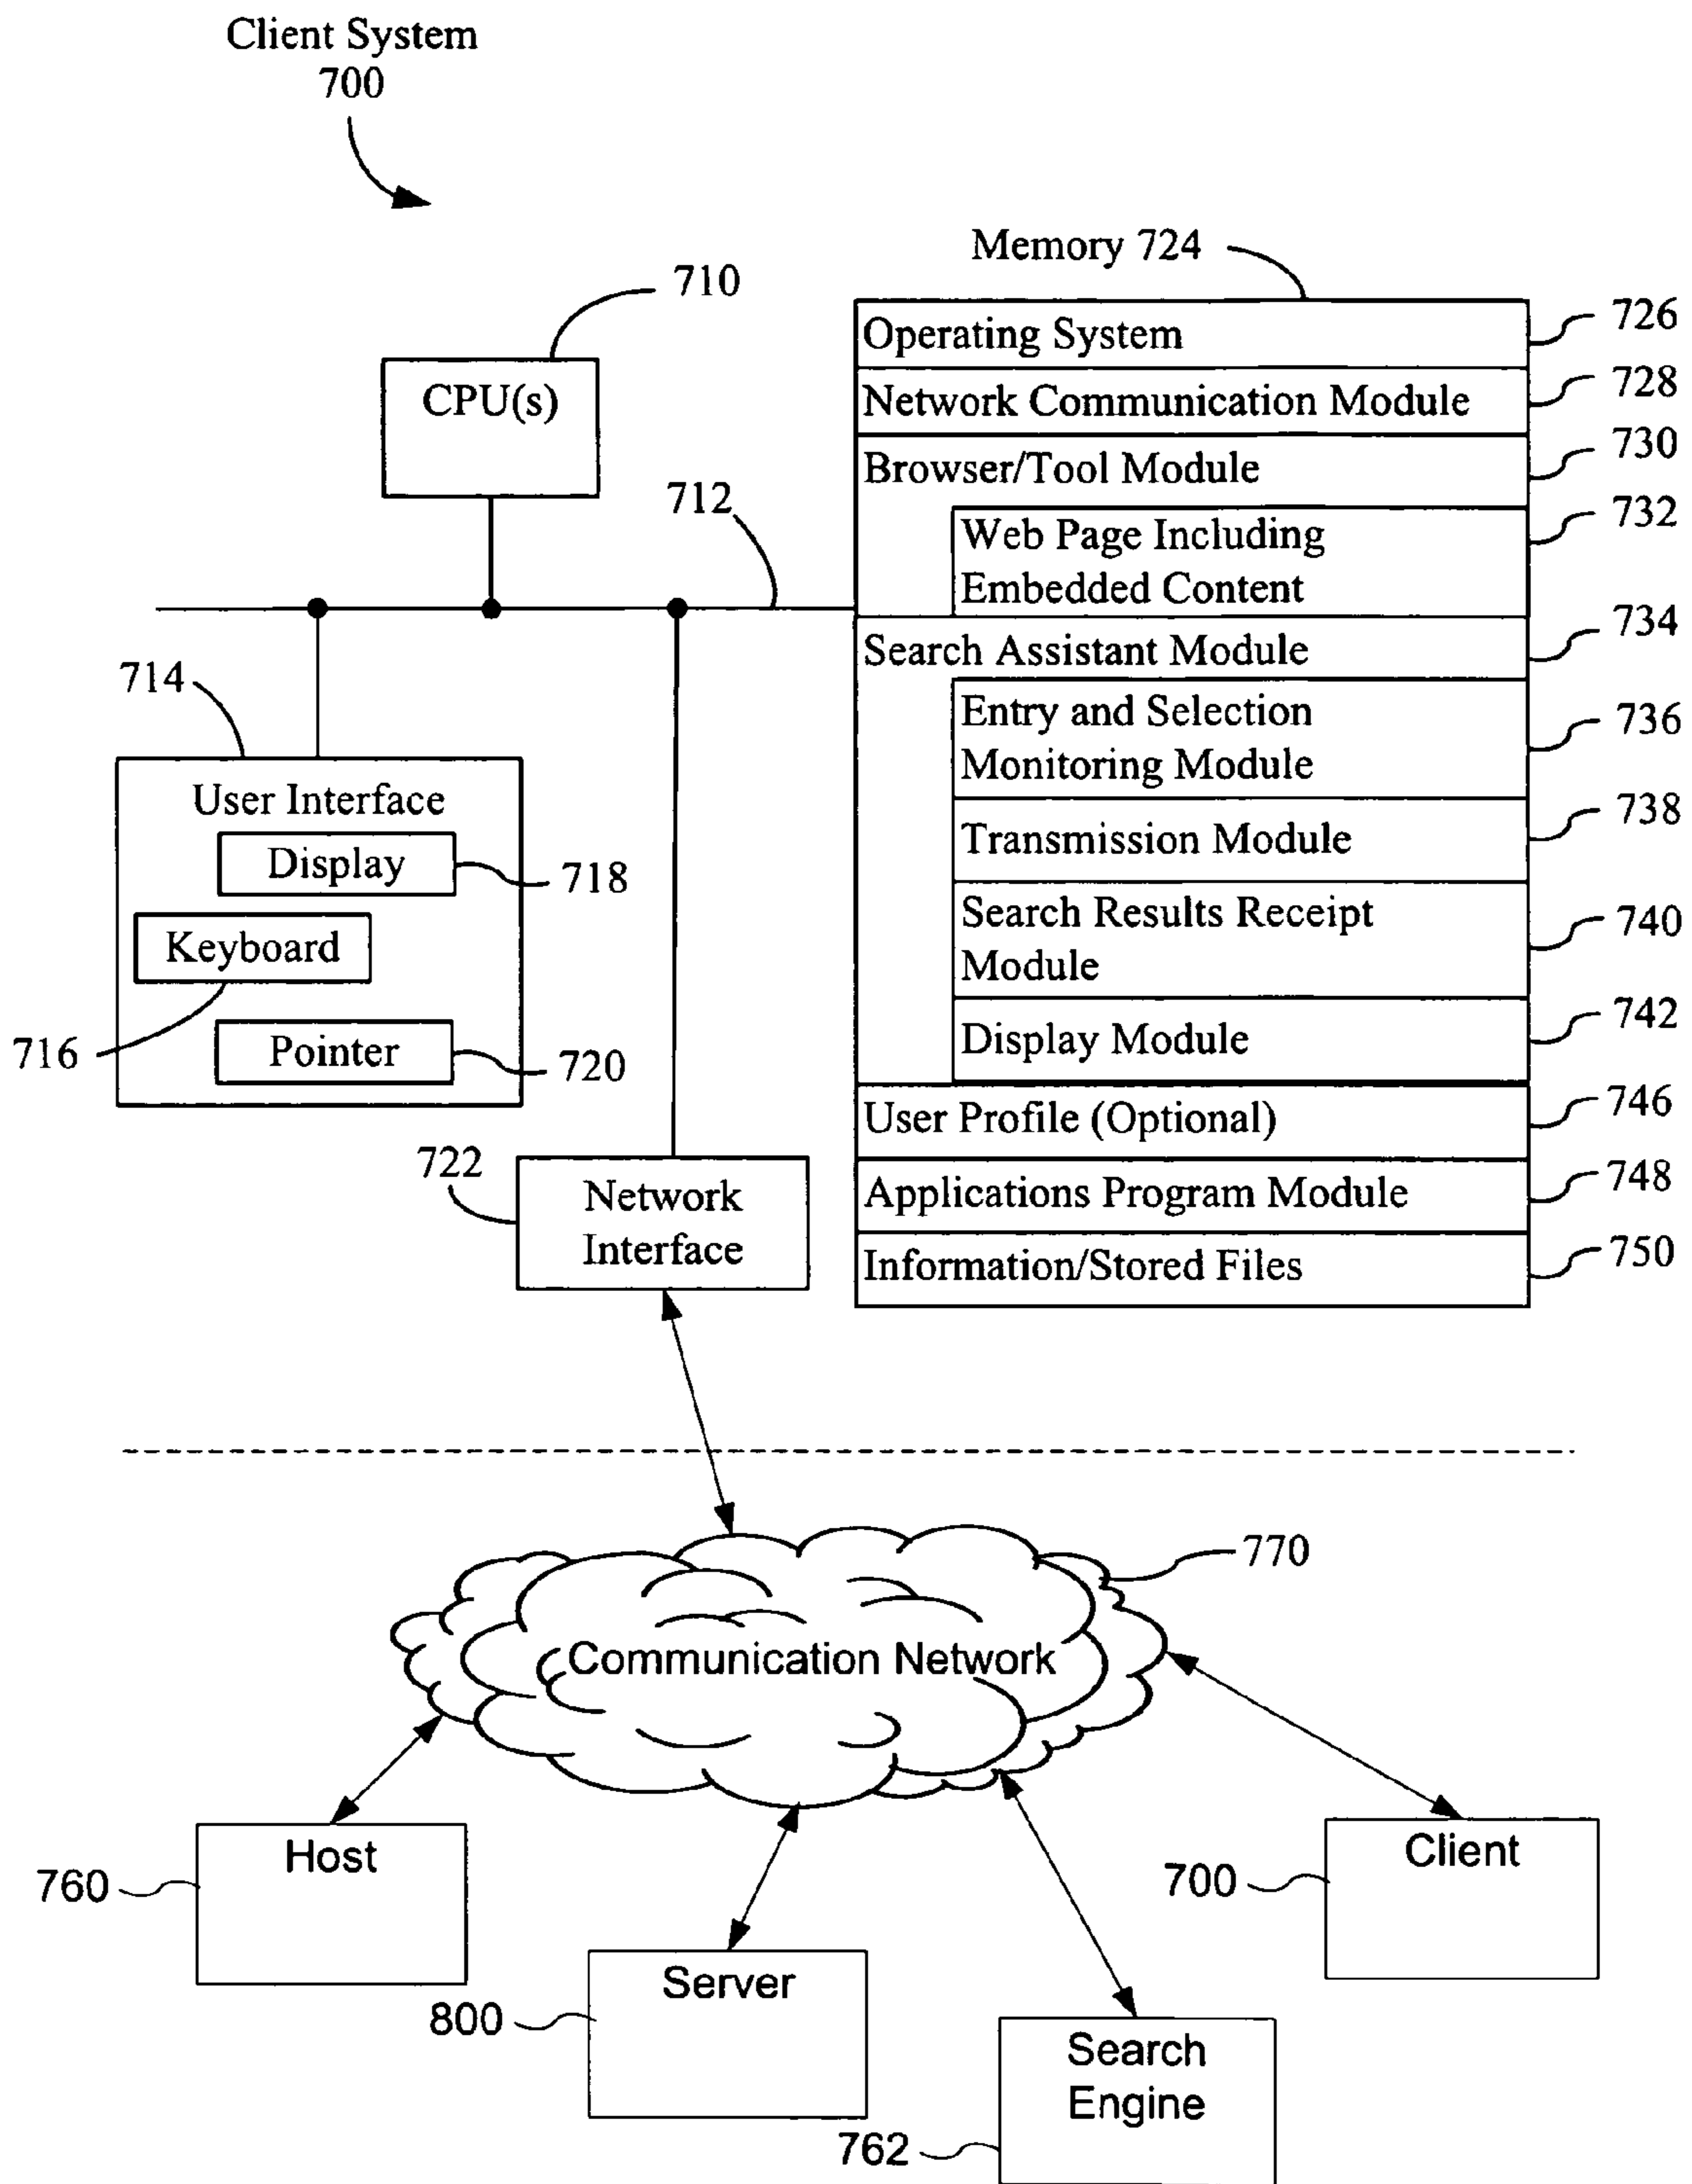 Client System
700
Memory 724
710
CPU(s)
712
Operating System
726
Network Communication Module
728
Browser/Tool Module
730
Web Page Including
Embedded Content
732
Search Assistant Module
734
Entry and Selection
Monitoring Module
736
Transmission Module
738
Search Results Receipt
Module
740
Display Module
742
User Profile (Optional)
746
Applications Program Module
748
Information/Stored Files
750
714
User Interface
Display
718
Keyboard
716
Pointer
720
722
Network
Interface
770
Communication Network
Host
760
Server
800
Search
Engine
762
Client
700